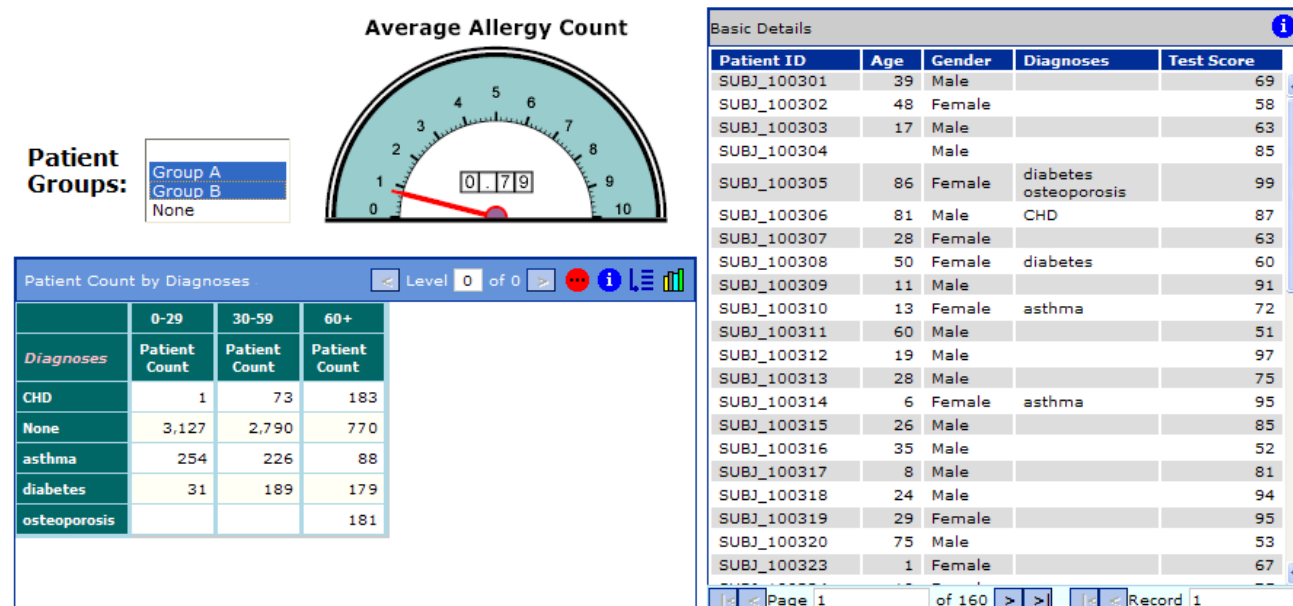 Average Allergy Count
0 1 2 3 4 5 6 7 8 9 10
0.79
Patient
Groups:
Group A
Group B
None
Patient Count by Diagnoses
< Level 0 of 0 >
0-29 30-59 60+
Diagnoses Patient Count Patient Count Patient Count
CHD 1 73 183
None 3,127 2,790 770
asthma 254 226 88
diabetes 31 189 179
osteoporosis 181
Basic Details
Patient ID Age Gender Diagnoses Test Score
SUBJ_100301 39 Male 69
SUBJ_100302 48 Female 58
SUBJ_100303 17 Male 63
SUBJ_100304 Male 85
SUBJ_100305 86 Female diabetes osteoporosis 99
SUBJ_100306 81 Male CHD 87
SUBJ_100307 28 Female 63
SUBJ_100308 50 Female diabetes 60
SUBJ_100309 11 Male 91
SUBJ_100310 13 Female asthma 72
SUBJ_100311 60 Male 51
SUBJ_100312 19 Male 97
SUBJ_100313 28 Male 75
SUBJ_100314 6 Female asthma 95
SUBJ_100315 26 Male 85
SUBJ_100316 35 Male 52
SUBJ_100317 8 Male 81
SUBJ_100318 24 Male 94
SUBJ_100319 29 Female 95
SUBJ_100320 75 Male 53
SUBJ_100323 1 Female 67
|< < Page 1 of 160 > >| |< < Record 1